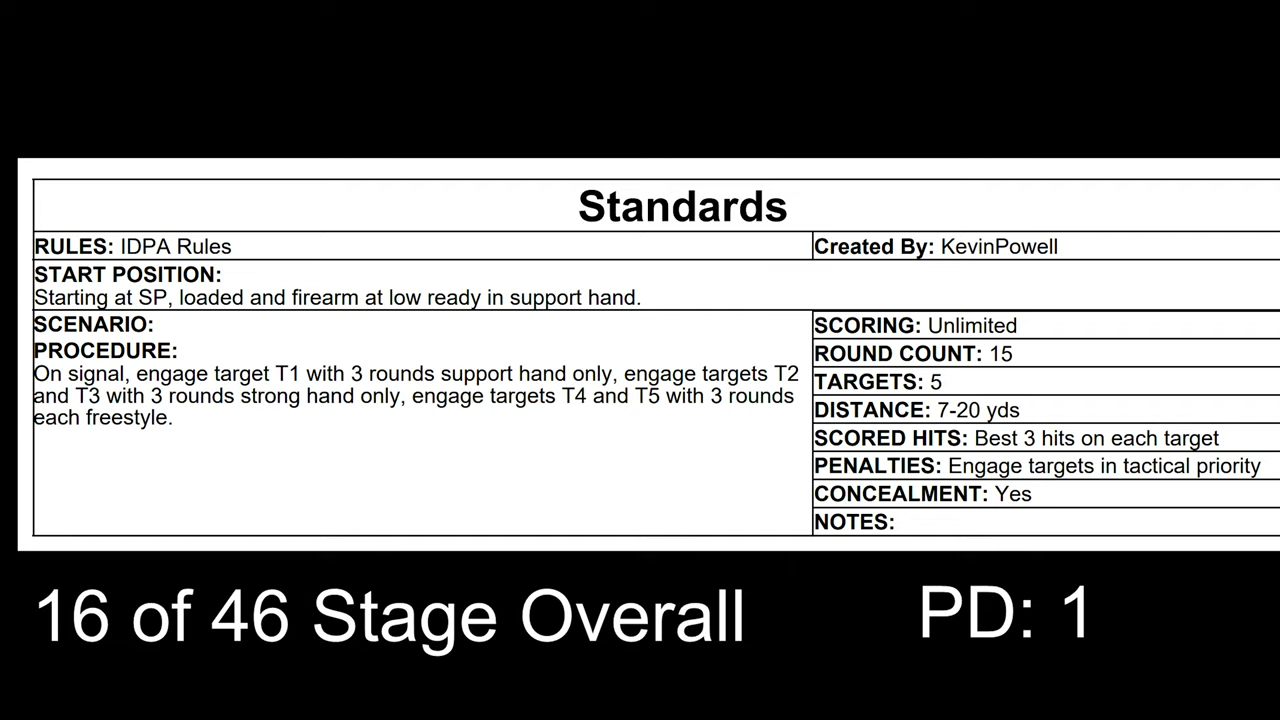 Standards
RULES: IDPA Rules
Created By: KevinPowell
START POSITION:
Starting at SP, loaded and firearm at low ready in support hand.
SCENARIO:
PROCEDURE:
On signal, engage target T1 with 3 rounds support hand only, engage targets T2
and T3 with 3 rounds strong hand only, engage targets T4 and T5 with 3 rounds
each freestyle.
SCORING: Unlimited
ROUND COUNT: 15
TARGETS: 5
DISTANCE: 7-20 yds
SCORED HITS: Best 3 hits on each target
PENALTIES: Engage targets in tactical priority
CONCEALMENT: Yes
NOTES:
16 of 46 Stage Overall
PD: 1